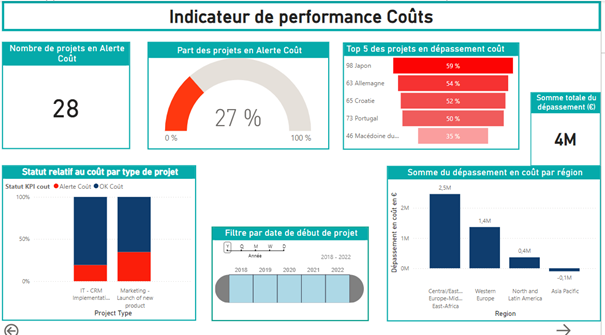 Indicateur de performance Coûts
Nombre de projets en Alerte
Coût
28
Part des projets en Alerte Coût
27 %
0 %
100 %
Top 5 des projets en dépassement coût
98 Japon
59 %
63 Allemagne
54 %
65 Croatie
52 %
73 Portugal
50 %
46 Macédoine du...
35 %
Somme totale du
dépassement (€)
4M
Statut relatif au coût par type de projet
Statut KPI cout
Alerte Coût
OK Coût
100%
50%
0%
IT - CRM
Implementati...
Marketing -
Launch of new
product
Project Type
Filtre par date de début de projet
Y Q M W D
Année
2018 - 2022
2018
2019
2020
2021
2022
Somme du dépassement en coût par région
Dépassement en coût en €
2M
1M
0M
2,5M
1,4M
0,4M
-0,1M
Central/East...
Europe-Mid...
East-Africa
Western
Europe
North and
Latin America
Asia Pacific
Region